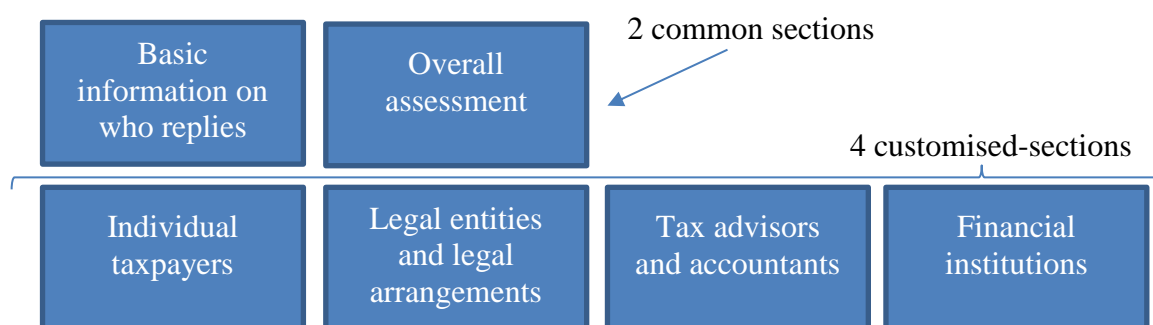 Basic
information on
who replies
Overall
assessment
2 common sections
4 customised-sections
Individual
taxpayers
Legal entities
and legal
arrangements
Tax advisors
and accountants
Financial
institutions